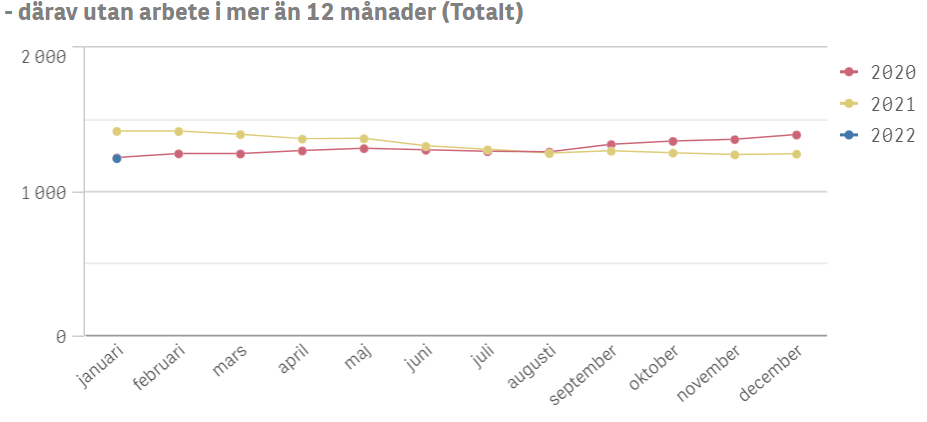 - därav utan arbete i mer än 12 månader (Totalt)
2 000
1 000
0
januari
februari
mars
april
maj
juni
juli
augusti
september
oktober
november
december
2020
2021
2022